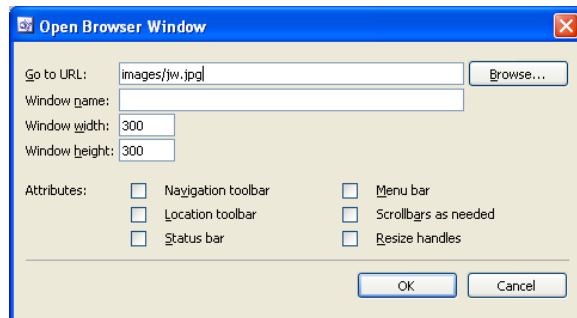 Open Browser Window
Go to URL: images/jw.jpg Browse...
Window name:
Window width: 300
Window height: 300
Attributes: Navigation toolbar Menu bar
Location toolbar Scrollbars as needed
Status bar Resize handles
OK Cancel